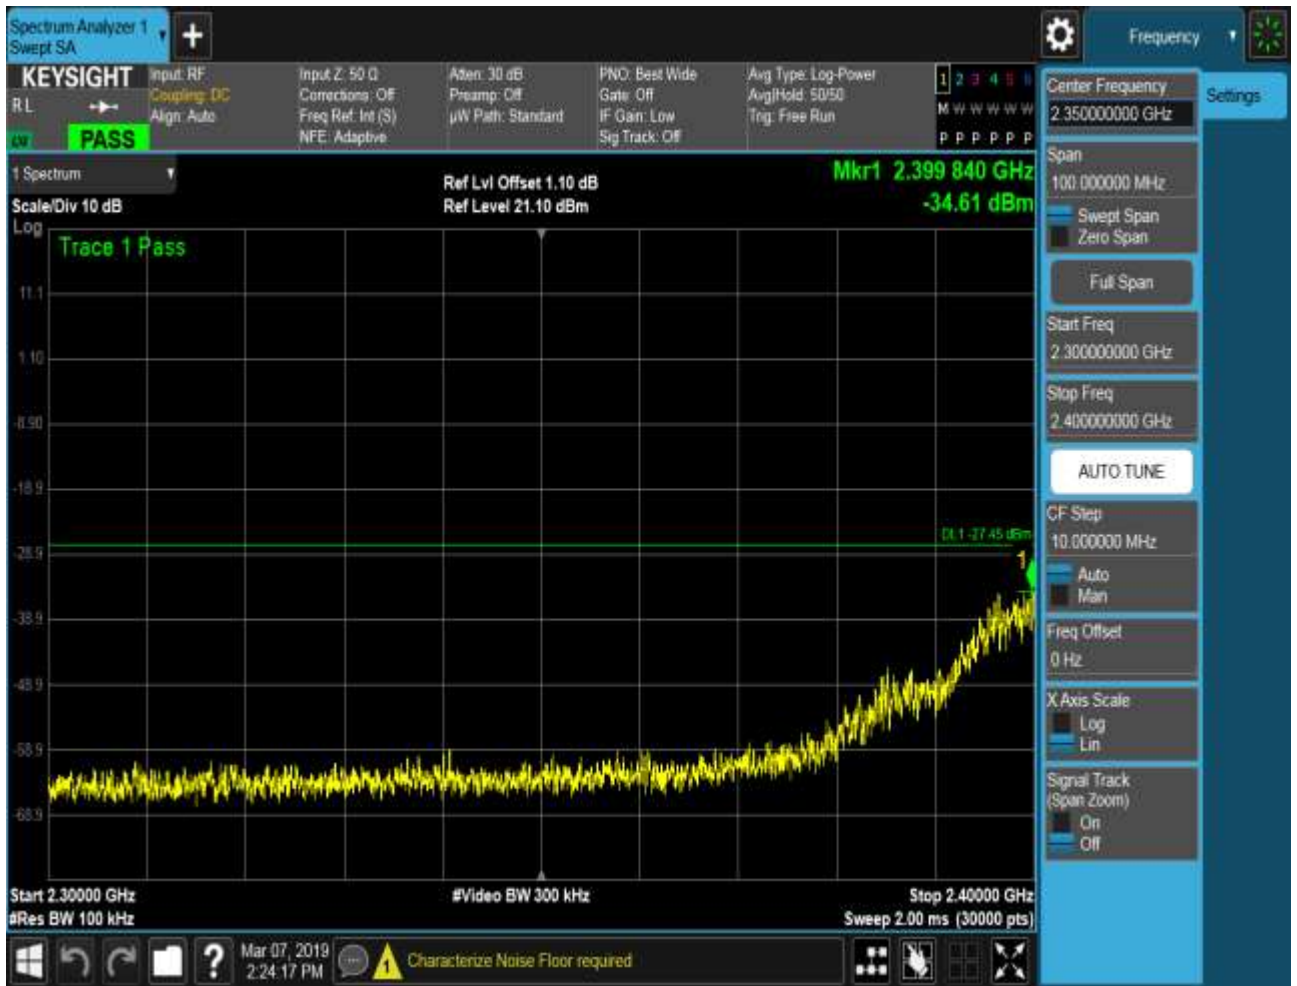 Spectrum Analyzer 1
Swept SA
+
Frequency
KEYSIGHT
R L
PASS
Input: RF
Coupling: DC
Align: Auto
Input Z: 50 Ω
Corrections: Off
Freq Ref: Int (S)
NFE: Adaptive
Atten: 30 dB
Preamp: Off
µW Path: Standard
PNO: Best Wide
Gate: Off
IF Gain: Low
Sig Track: Off
Avg Type: Log-Power
Avg|Hold: 50/50
Trig: Free Run
1 2 3 4 5 6
M W W W W W
P P P P P P
1 Spectrum
Scale/Div 10 dB
Log
Ref Lvl Offset 1.10 dB
Ref Level 21.10 dBm
Mkr1 2.399 840 GHz
-34.61 dBm
Trace 1 Pass
11.1
1.10
-8.90
-18.9
-28.9
-38.9
-48.9
-58.9
-68.9
DL1 -27.45 dBm
1
Start 2.30000 GHz
#Res BW 100 kHz
#Video BW 300 kHz
Stop 2.40000 GHz
Sweep 2.00 ms (30000 pts)
Center Frequency
2.350000000 GHz
Settings
Span
100.000000 MHz
Swept Span
Zero Span
Full Span
Start Freq
2.300000000 GHz
Stop Freq
2.400000000 GHz
AUTO TUNE
CF Step
10.000000 MHz
Auto
Man
Freq Offset
0 Hz
X Axis Scale
Log
Lin
Signal Track
(Span Zoom)
On
Off
?
Mar 07, 2019
2:24:17 PM
1
Characterize Noise Floor required